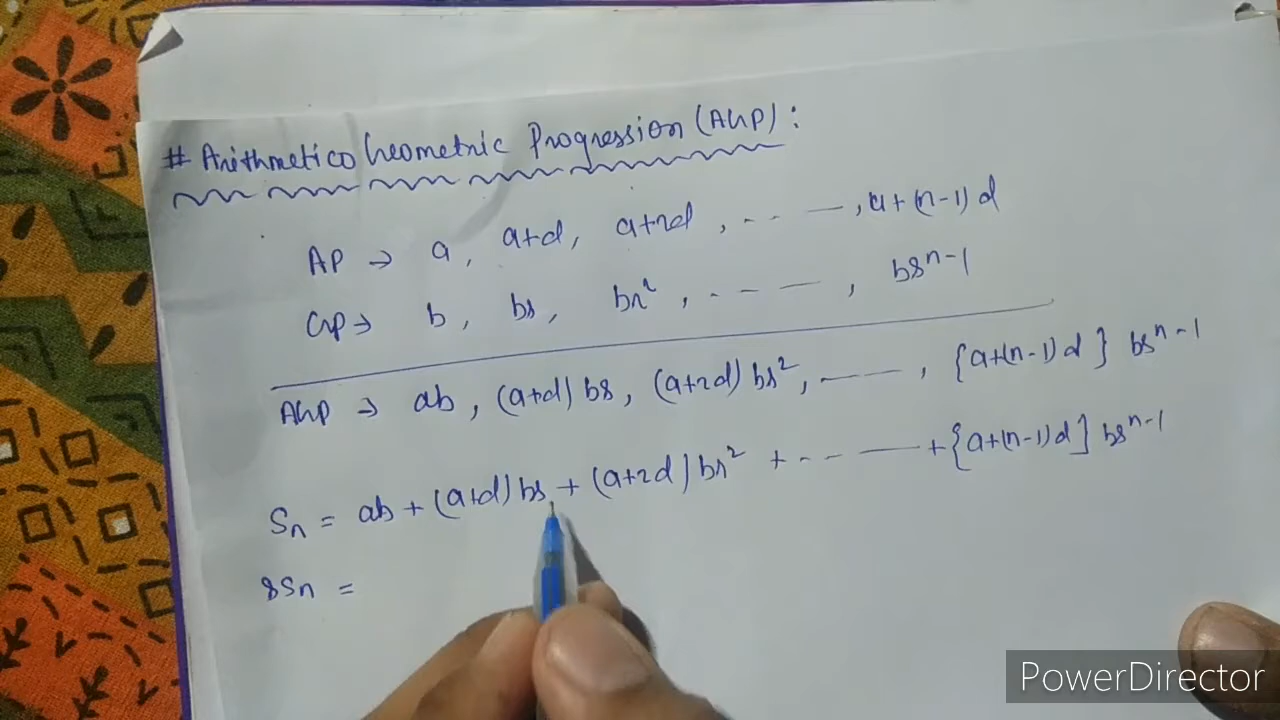 # Arithmetico Geometric Progression (AGP) :
AP → a, a+d, a+2d, - - —, a+(n-1)d
GP → b, br, br², - - —, brⁿ⁻¹
AGP → ab, (a+d)br, (a+2d)br², ——, {a+(n-1)d} brⁿ⁻¹
Sn = ab + (a+d)br + (a+2d)br² + - - — + {a+(n-1)d} brⁿ⁻¹
rSn =
PowerDirector